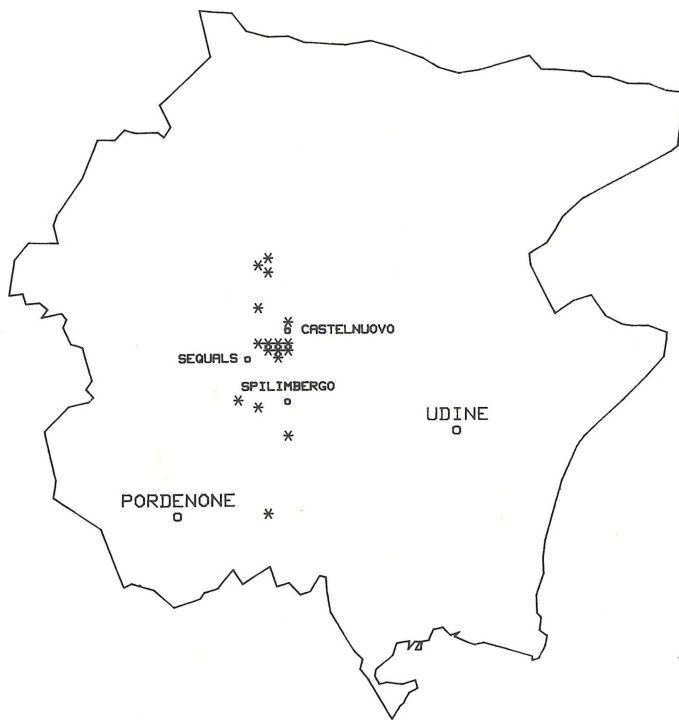 CASTELNUOVO
SEQUALS
SPILIMBERGO
UDINE
PORDENONE